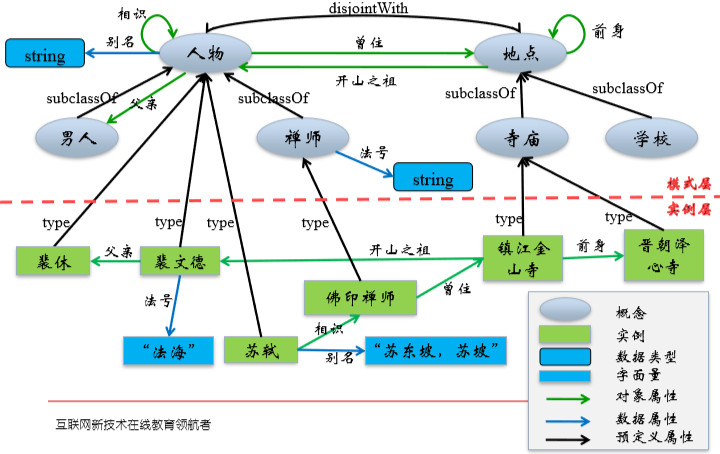 disjointWith
相识
别名
string
人物
曾住
开山之祖
地点
前身
subclassOf
父亲
subclassOf
subclassOf
subclassOf
男人
禅师
法号
string
寺庙
学校
模式层
实例层
type
type
type
type
type
type
裴休
父亲
裴文德
开山之祖
镇江金
山寺
前身
晋朝泽
心寺
法号
佛印禅师
曾住
相识
“法海”
苏轼
别名
“苏东坡，苏坡”
概念
实例
数据类型
字面量
对象属性
数据属性
预定义属性
互联网新技术在线教育领航者